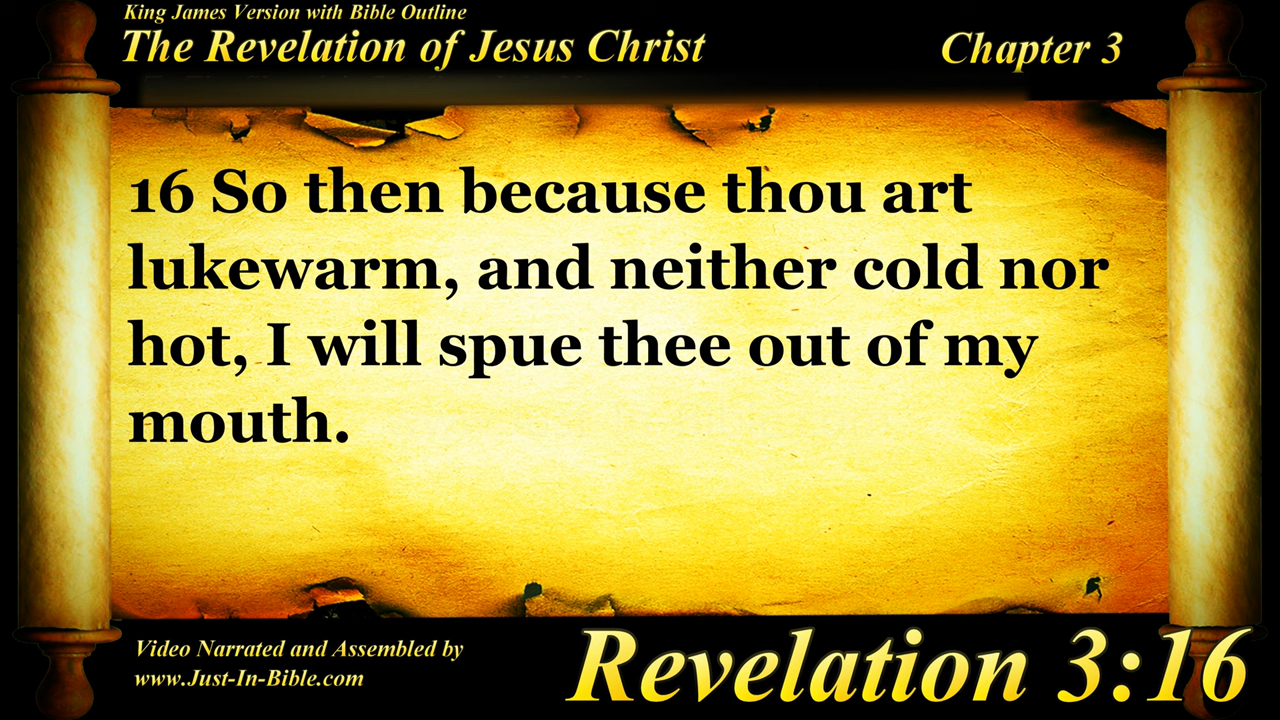 King James Version with Bible Outline
The Revelation of Jesus Christ
Chapter 3
16 So then because thou art
lukewarm, and neither cold nor
hot, I will spue thee out of my
mouth.
Video Narrated and Assembled by
www.Just-In-Bible.com
Revelation 3:16